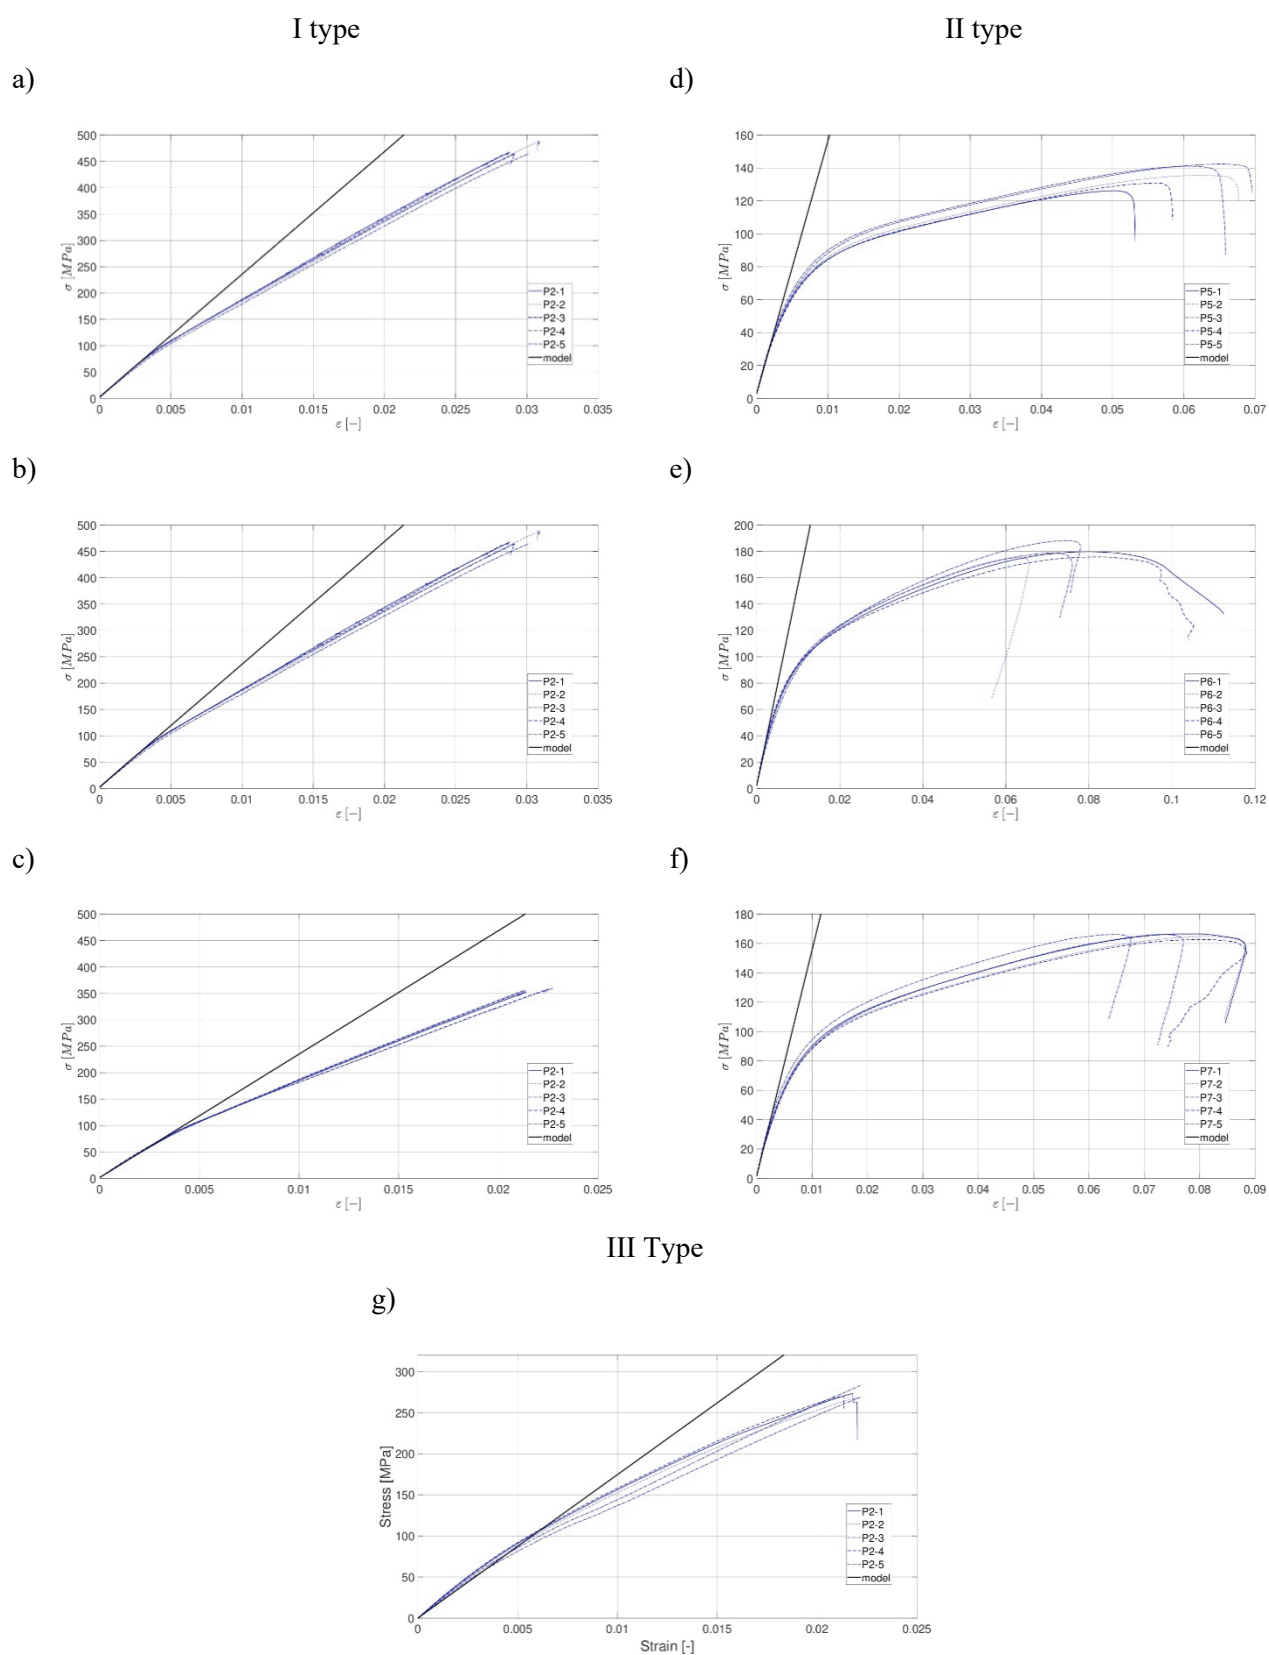 I type
a)
500
450
400
350
300
250
200
150
100
50
0
σ [MPa]
0 0.005 0.01 0.015 0.02 0.025 0.03 0.035
ε [−]
P2-1
P2-2
P2-3
P2-4
P2-5
model
b)
500
450
400
350
300
250
200
150
100
50
0
σ [MPa]
0 0.005 0.01 0.015 0.02 0.025 0.03 0.035
ε [−]
P2-1
P2-2
P2-3
P2-4
P2-5
model
c)
500
450
400
350
300
250
200
150
100
50
0
σ [MPa]
0 0.005 0.01 0.015 0.02 0.025
ε [−]
P2-1
P2-2
P2-3
P2-4
P2-5
model
II type
d)
160
140
120
100
80
60
40
20
0
σ [MPa]
0 0.01 0.02 0.03 0.04 0.05 0.06 0.07
ε [−]
P5-1
P5-2
P5-3
P5-4
P5-5
model
e)
200
180
160
140
120
100
80
60
40
20
0
σ [MPa]
0 0.02 0.04 0.06 0.08 0.1 0.12
ε [−]
P6-1
P6-2
P6-3
P6-4
P6-5
model
f)
180
160
140
120
100
80
60
40
20
0
σ [MPa]
0 0.01 0.02 0.03 0.04 0.05 0.06 0.07 0.08 0.09
ε [−]
P7-1
P7-2
P7-3
P7-4
P7-5
model
III Type
g)
300
250
200
150
100
50
0
Stress [MPa]
0 0.005 0.01 0.015 0.02 0.025
Strain [-]
P2-1
P2-2
P2-3
P2-4
P2-5
model